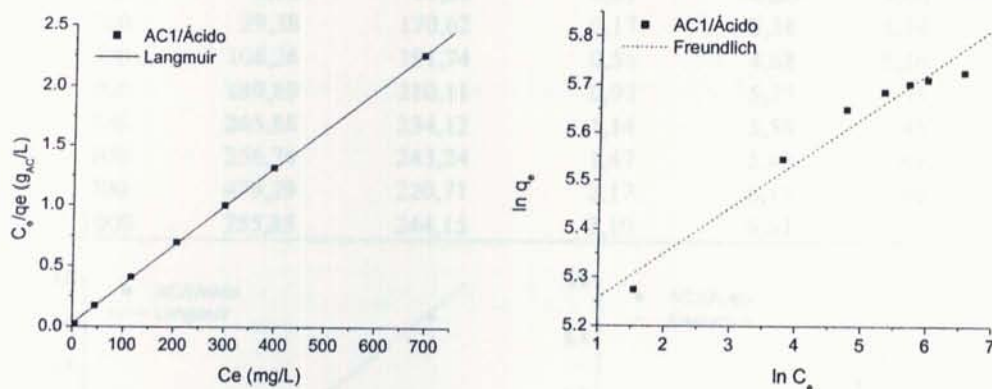 2.5
2.0
1.5
1.0
0.5
0.0
C_e/qe (g_AC/L)
AC1/Ácido
Langmuir
0 100 200 300 400 500 600 700
Ce (mg/L)
5.8
5.7
5.6
5.5
5.4
5.3
5.2
ln q_e
AC1/Ácido
Freundlich
1 2 3 4 5 6 7
ln C_e